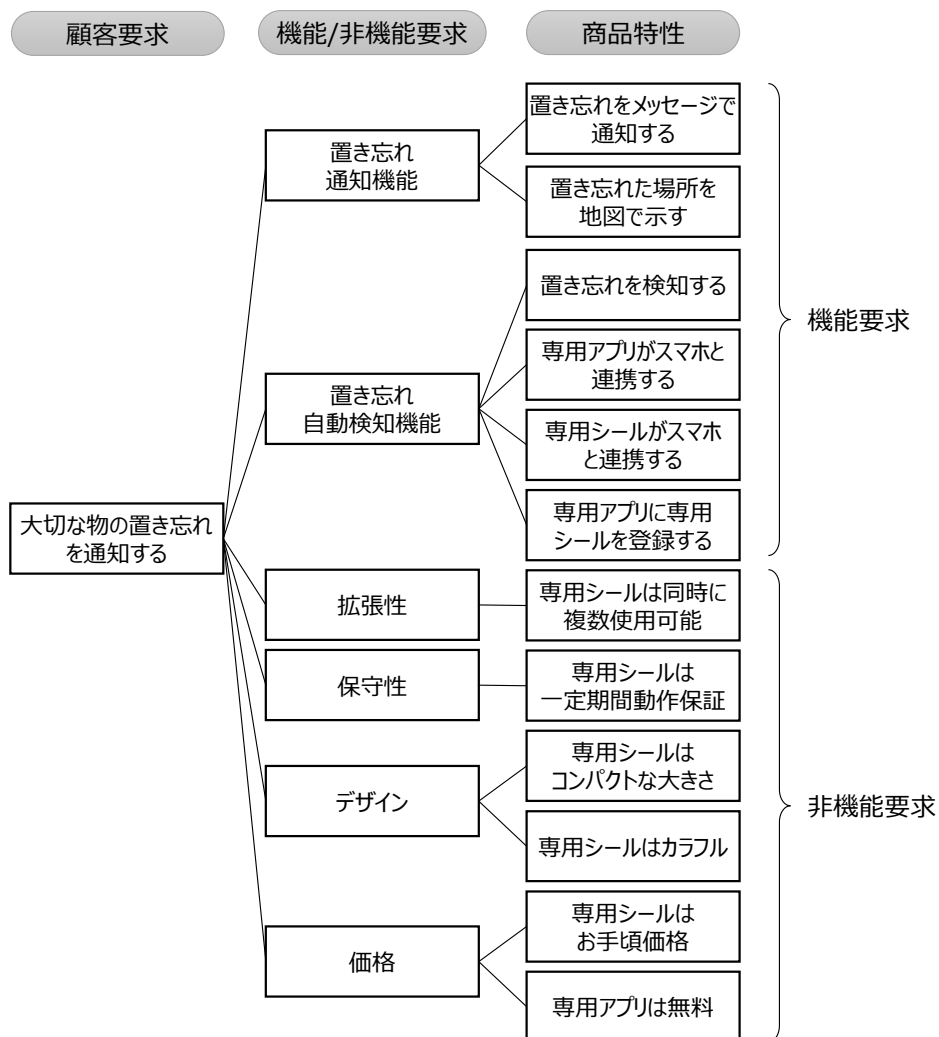 顧客要求
機能/非機能要求
商品特性
置き忘れをメッセージで
通知する
置き忘れ
通知機能
置き忘れた場所を
地図で示す
置き忘れを検知する
機能要求
専用アプリがスマホと
連携する
置き忘れ
自動検知機能
専用シールがスマホ
と連携する
専用アプリに専用
シールを登録する
大切な物の置き忘れ
を通知する
拡張性
専用シールは同時に
複数使用可能
保守性
専用シールは
一定期間動作保証
専用シールは
コンパクトな大きさ
デザイン
非機能要求
専用シールはカラフル
専用シールは
お手頃価格
価格
専用アプリは無料